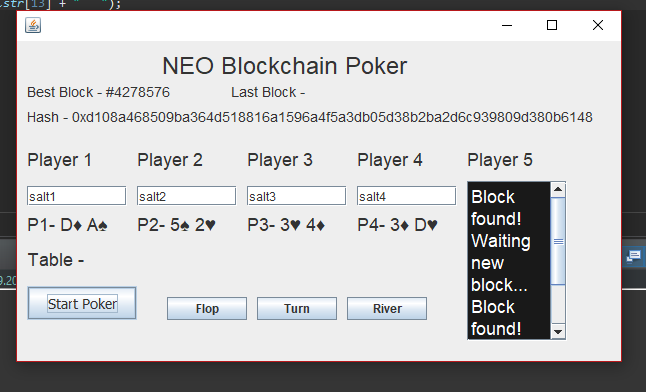 str[13] + "    ");
NEO Blockchain Poker
Best Block - #4278576 Last Block -
Hash - 0xd108a468509ba364d518816a1596a4f5a3db05d38b2ba2d6c939809d380b6148
Player 1 Player 2 Player 3 Player 4 Player 5
salt1 salt2 salt3 salt4
P1- D♦ A♠ P2- 5♠ 2♥ P3- 3♥ 4♦ P4- 3♦ D♥
Block
found!
Waiting
new
block...
Block
found!
Table -
Start Poker Flop Turn River
9.20